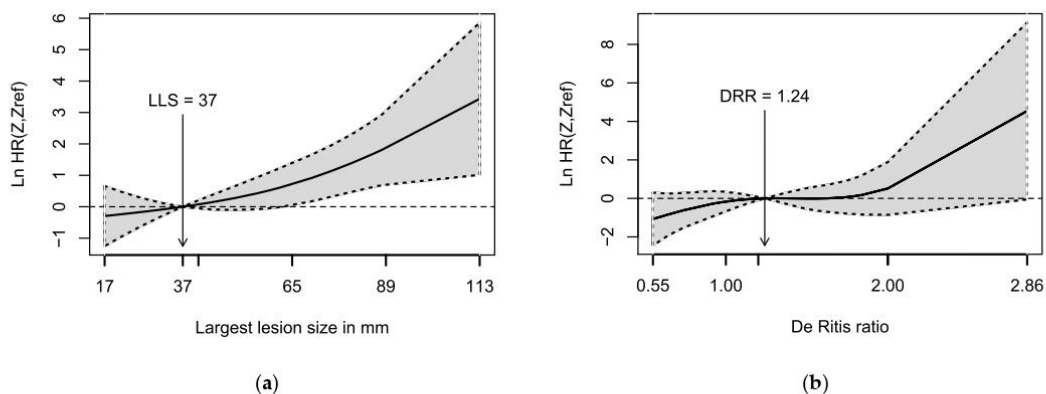 Ln HR(Z,Zref)
6
5
4
3
2
1
0
−1
LLS = 37
17 37 65 89 113
Largest lesion size in mm
(a)
Ln HR(Z,Zref)
8
6
4
2
0
−2
DRR = 1.24
0.55 1.00 2.00 2.86
De Ritis ratio
(b)